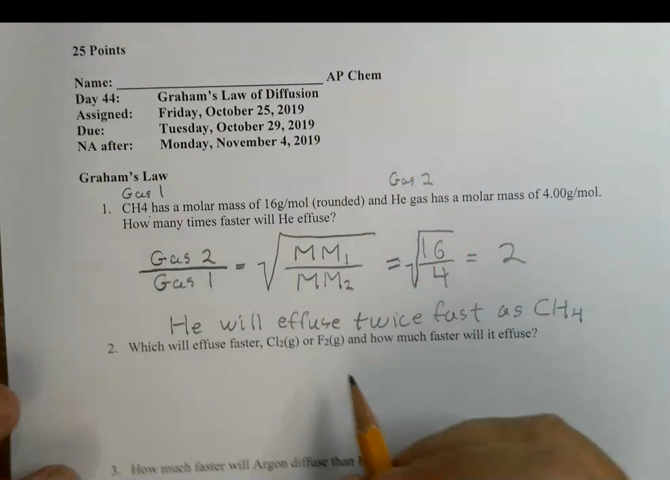 25 Points
Name: ____________________ AP Chem
Day 44: Graham's Law of Diffusion
Assigned: Friday, October 25, 2019
Due: Tuesday, October 29, 2019
NA after: Monday, November 4, 2019
Graham's Law
Gas 1 Gas 2
1. CH4 has a molar mass of 16g/mol (rounded) and He gas has a molar mass of 4.00g/mol.
How many times faster will He effuse?
Gas 2 / Gas 1 = √(MM₁ / MM₂) = √(16 / 4) = 2
He will effuse twice fast as CH4
2. Which will effuse faster, Cl₂(g) or F₂(g) and how much faster will it effuse?
3. How much faster will Argon diffuse than